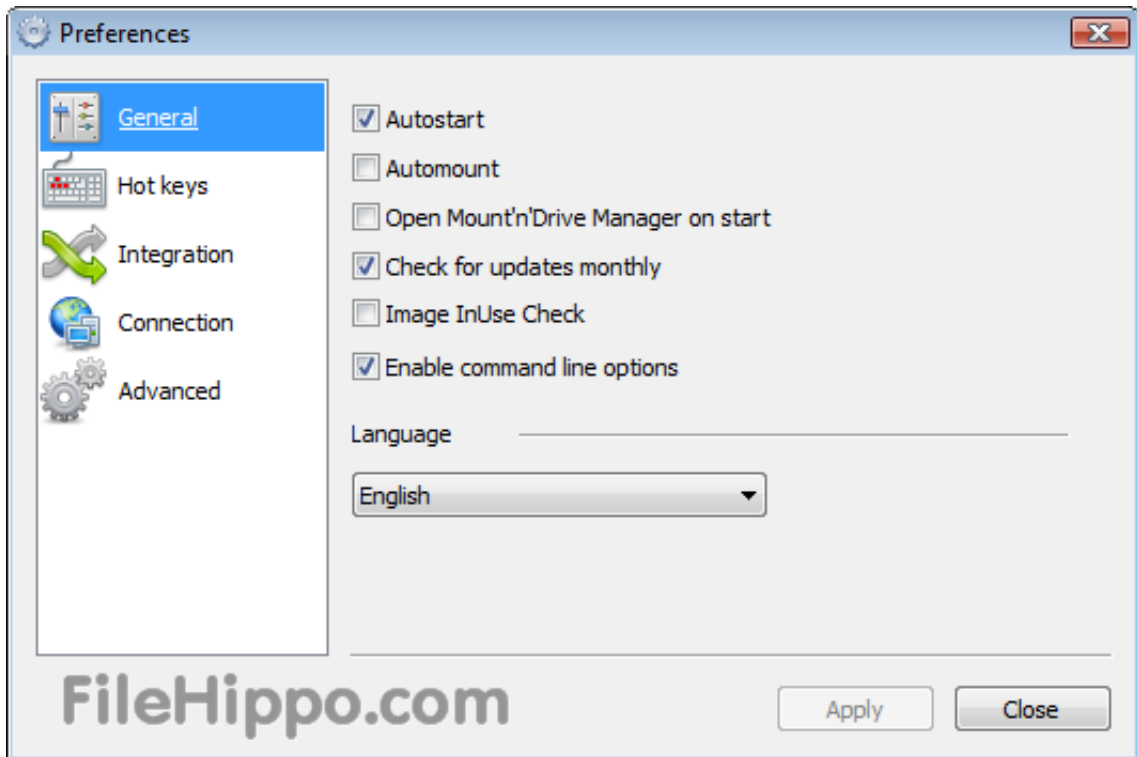 Preferences
General
Hot keys
Integration
Connection
Advanced
Autostart
Automount
Open Mount'n'Drive Manager on start
Check for updates monthly
Image InUse Check
Enable command line options
Language
English
FileHippo.com
Apply
Close